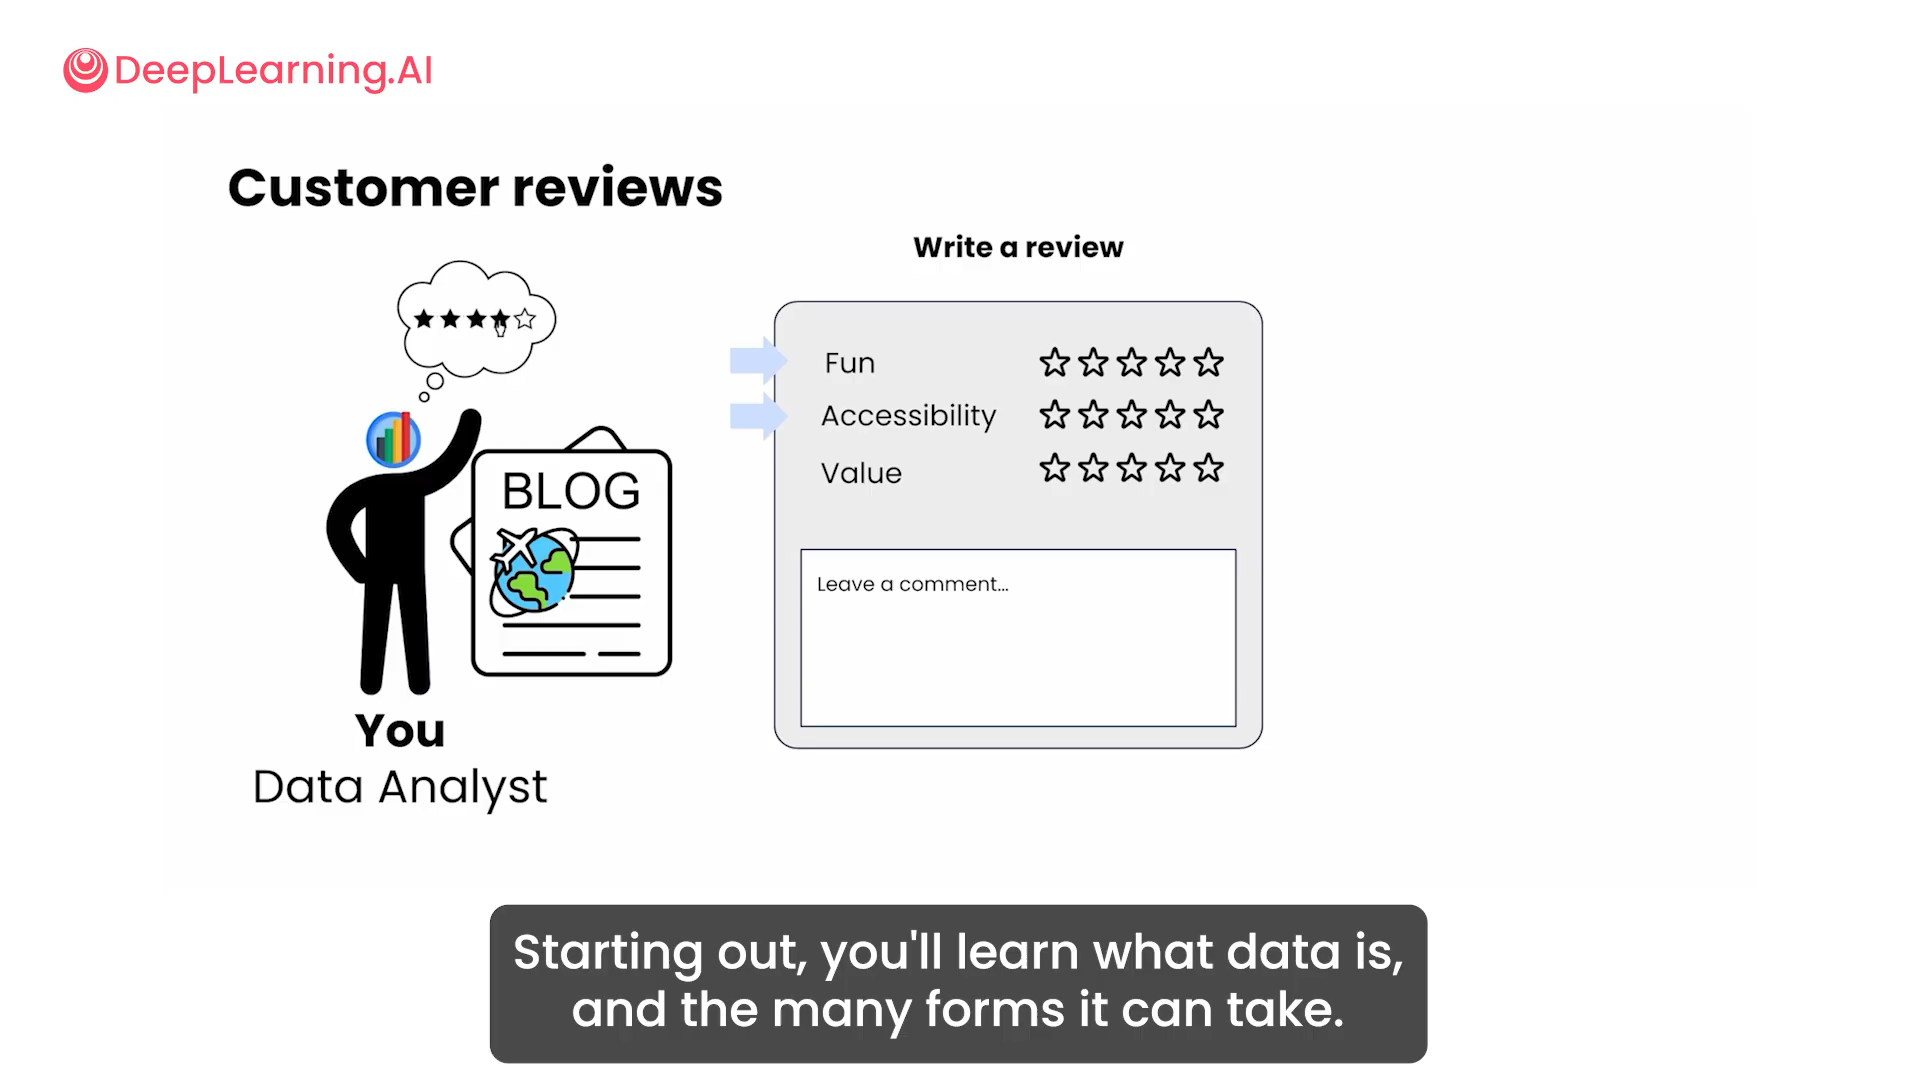 DeepLearning.AI
Customer reviews
Write a review
Fun
Accessibility
Value
Leave a comment...
BLOG
You
Data Analyst
Starting out, you'll learn what data is,
and the many forms it can take.